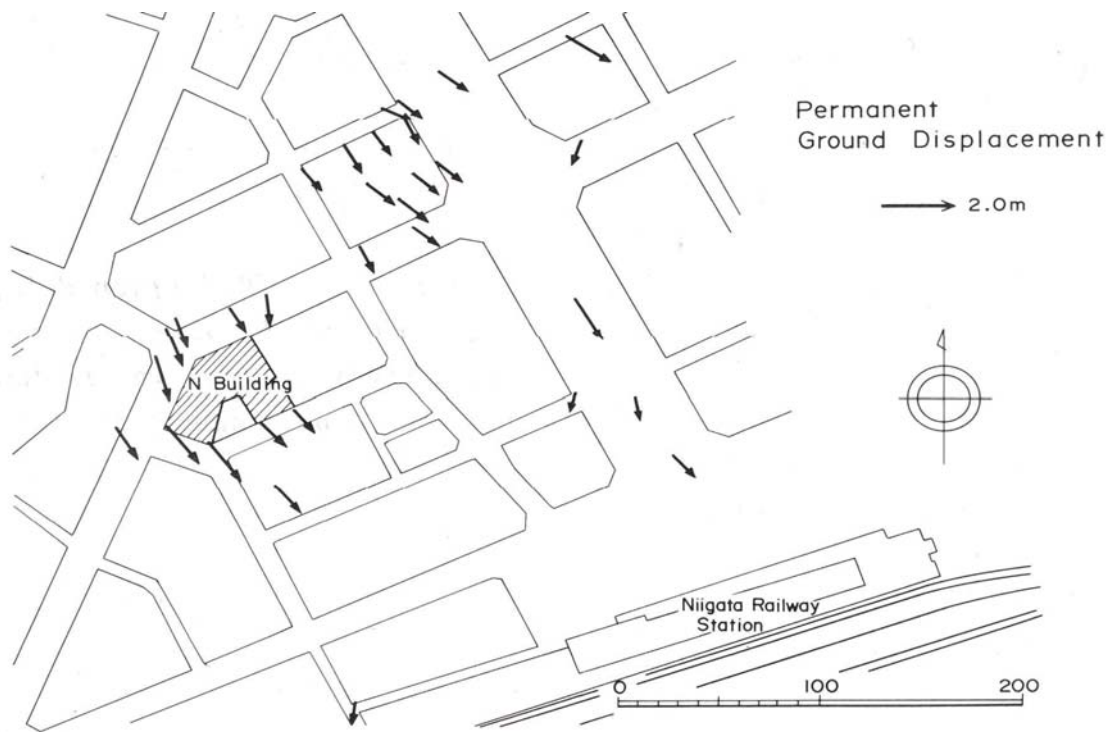 Permanent
Ground Displacement
2.0m
N Building
Niigata Railway
Station
0 100 200